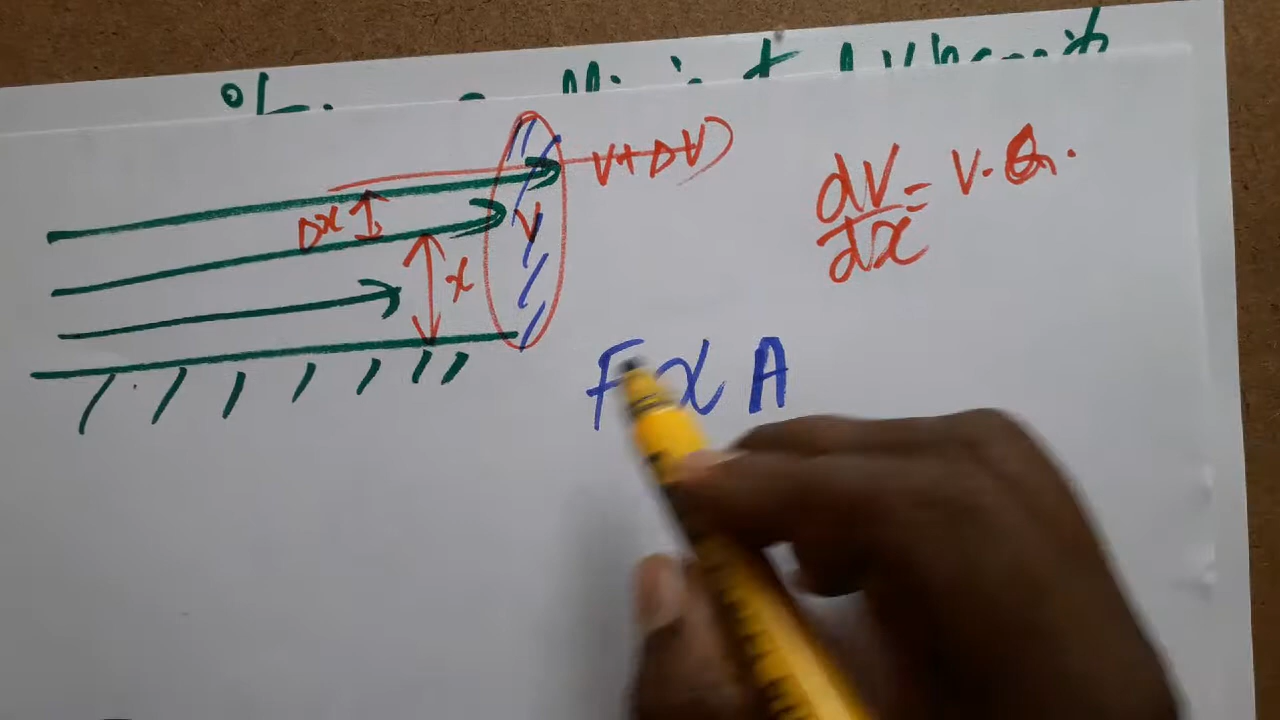 V+ΔV
Δx
V
x
dV/dx = V. G.
F α A